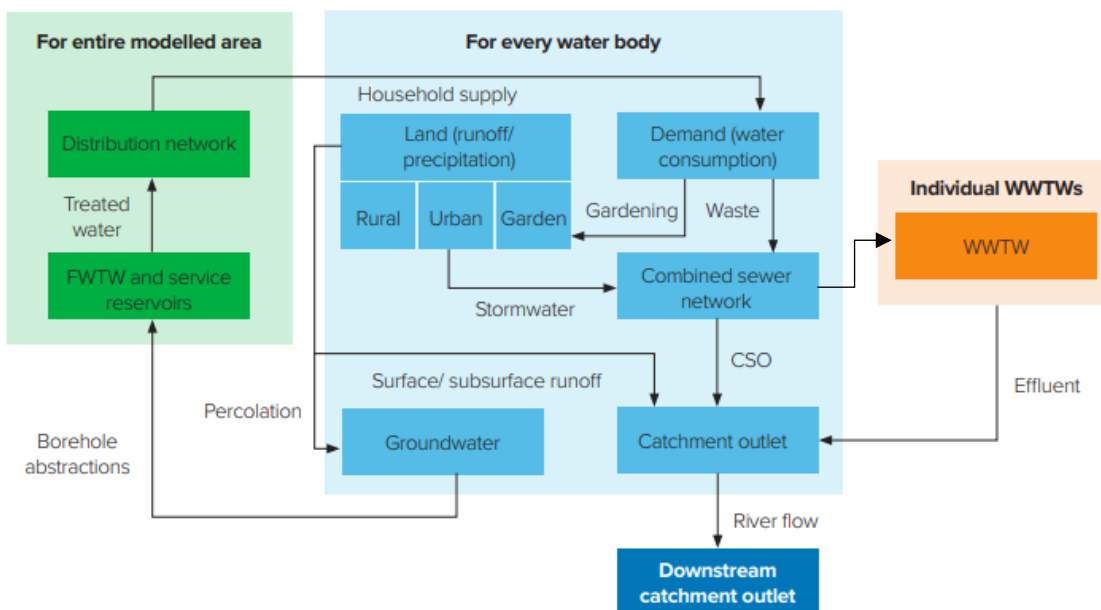 For entire modelled area
For every water body
Household supply
Distribution network
Land (runoff/
precipitation)
Demand (water
consumption)
Individual WWTWs
Treated
water
Rural
Urban
Garden
Gardening
Waste
WWTW
FWTW and service
reservoirs
Combined sewer
network
Stormwater
CSO
Surface/ subsurface runoff
Effluent
Percolation
Borehole
abstractions
Groundwater
Catchment outlet
River flow
Downstream
catchment outlet